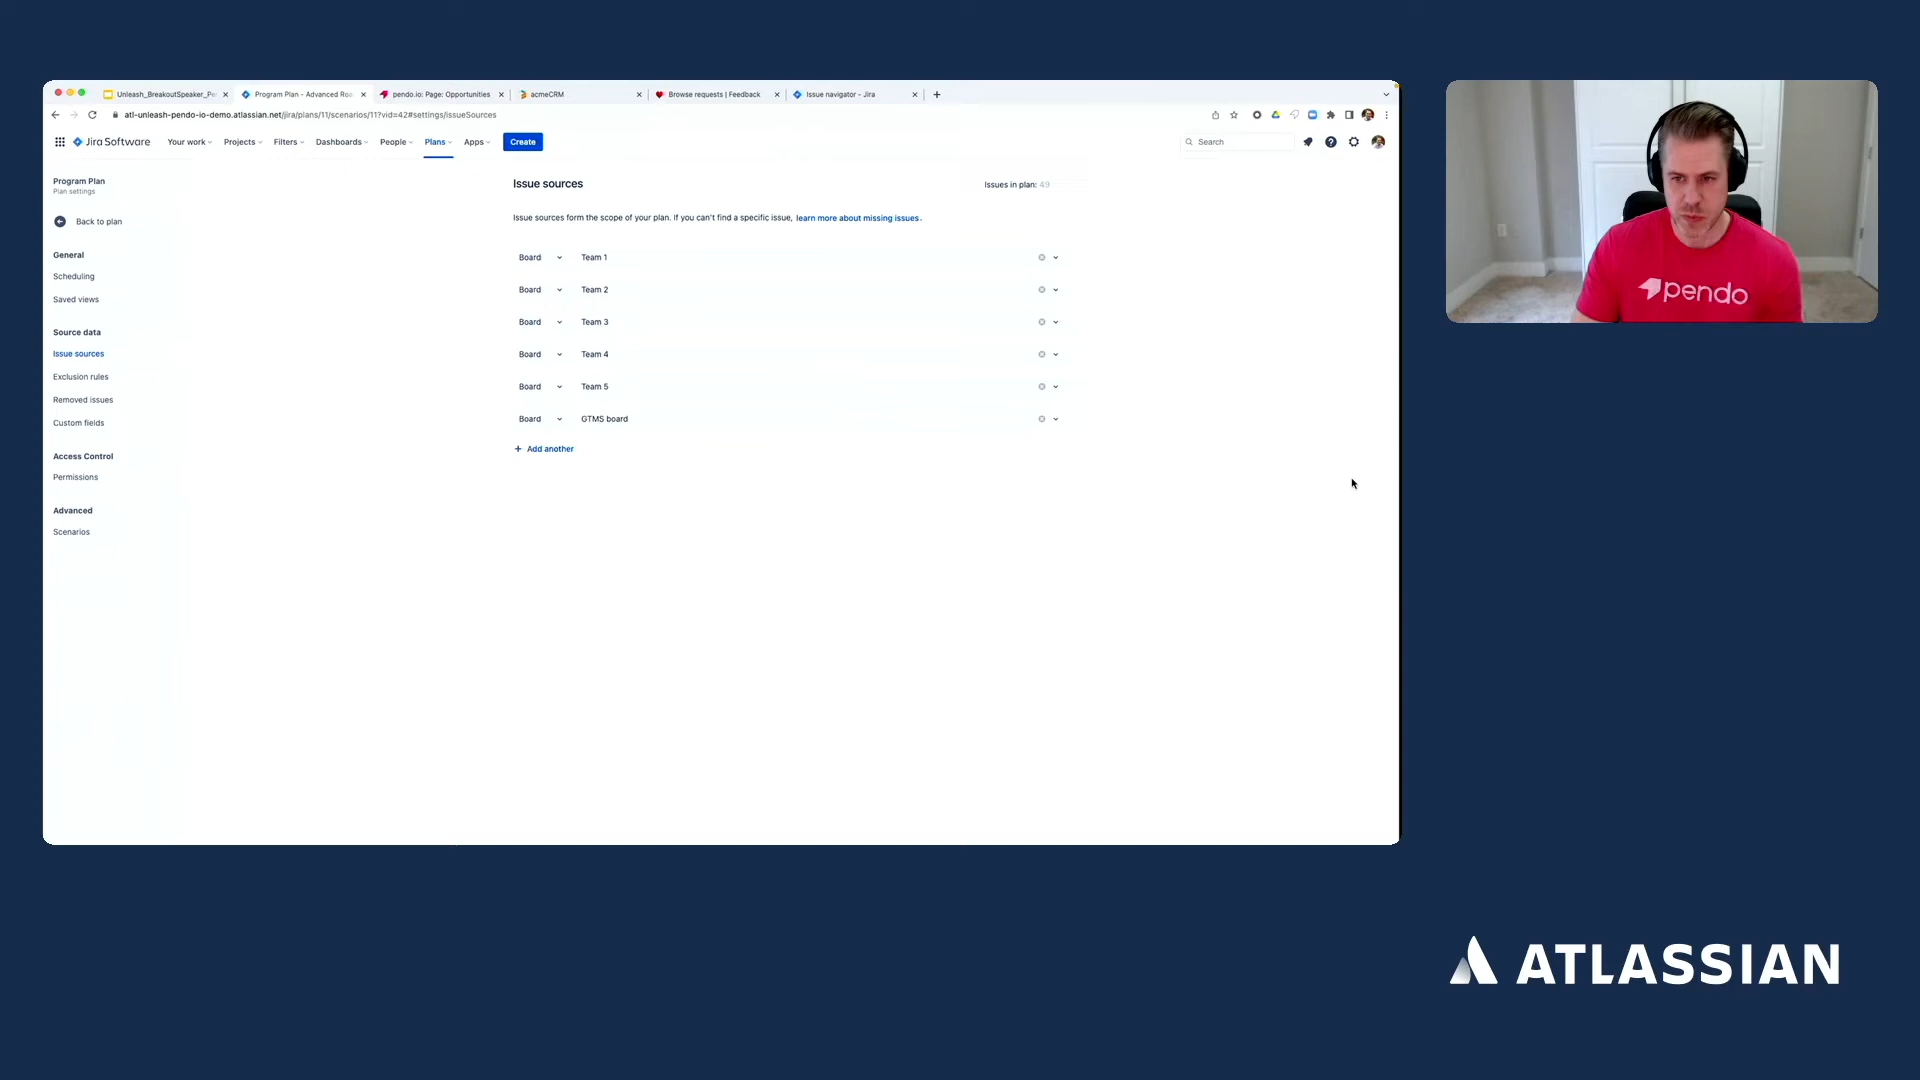 Unleash_BreakoutSpeaker_Pe
Program Plan - Advanced Roa
pendo.io: Page: Opportunities
acmeCRM
Browse requests | Feedback
Issue navigator - Jira
atl-unleash-pendo-io-demo.atlassian.net/jira/plans/11/scenarios/11?vid=42#settings/issueSources
Jira Software
Your work
Projects
Filters
Dashboards
People
Plans
Apps
Create
Search
Program Plan
Plan settings
Back to plan
General
Scheduling
Saved views
Source data
Issue sources
Exclusion rules
Removed issues
Custom fields
Access Control
Permissions
Advanced
Scenarios
Issue sources
Issues in plan: 49
Issue sources form the scope of your plan. If you can't find a specific issue, learn more about missing issues.
Board Team 1
Board Team 2
Board Team 3
Board Team 4
Board Team 5
Board GTMS board
+ Add another
pendo
ATLASSIAN